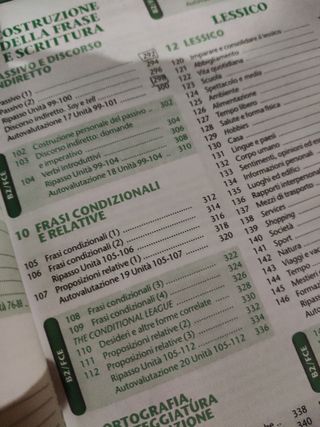 COSTRUZIONE
DELLA FRASE
E SCRITTURA
PASSIVO E DISCORSO
INDIRETTO
Passivo (1) 292
Passivo (2) 294
Ripasso Unità 99-100 296
Discorso indiretto. Say e tell 298
Autovalutazione 17 Unità 99-101 300
B2/FCE
102 Costruzione personale del passivo 302
103 Discorso indiretto: domande
e imperativo 304
104 Verbi introduttivi 306
Ripasso Unità 99-104 308
Autovalutazione 18 Unità 99-104 310
10 FRASI CONDIZIONALI
E RELATIVE
105 Frasi condizionali (1) 312
106 Frasi condizionali (2) 314
Ripasso Unità 105-106 316
107 Proposizioni relative (1) 318
Autovalutazione 19 Unità 105-107 320
B2/FCE
108 Frasi condizionali (3) 322
109 Frasi condizionali (4) 324
THE CONDITIONAL LEAGUE 326
110 Desideri e altre forme correlate 328
111 Proposizioni relative (2) 330
112 Proposizioni relative (3) 332
Ripasso Unità 105-112 334
Autovalutazione 20 Unità 105-112 336
ORTOGRAFIA,
338
340
LESSICO
12 LESSICO
120 Imparare e consolidare il lessico
121 Abbigliamento
122 Vita quotidiana
123 Scuola
124 Spettacolo e media
125 Ambiente
126 Alimentazione
127 Tempo libero
128 Salute e forma fisica
129 Hobbies
130 Casa
131 Lingue e paesi
132 Corpo umano
133 Sentimenti, opinioni ed
134 Informazioni personali
135 Luoghi ed edifici
136 Rapporti interpersonali
137 Mezzi di trasporto
138 Services
139 Shopping
140 Società
141 Sport
142 Natura
143 Tempo
144 Viaggi e
145 Mestieri
146 Formazione